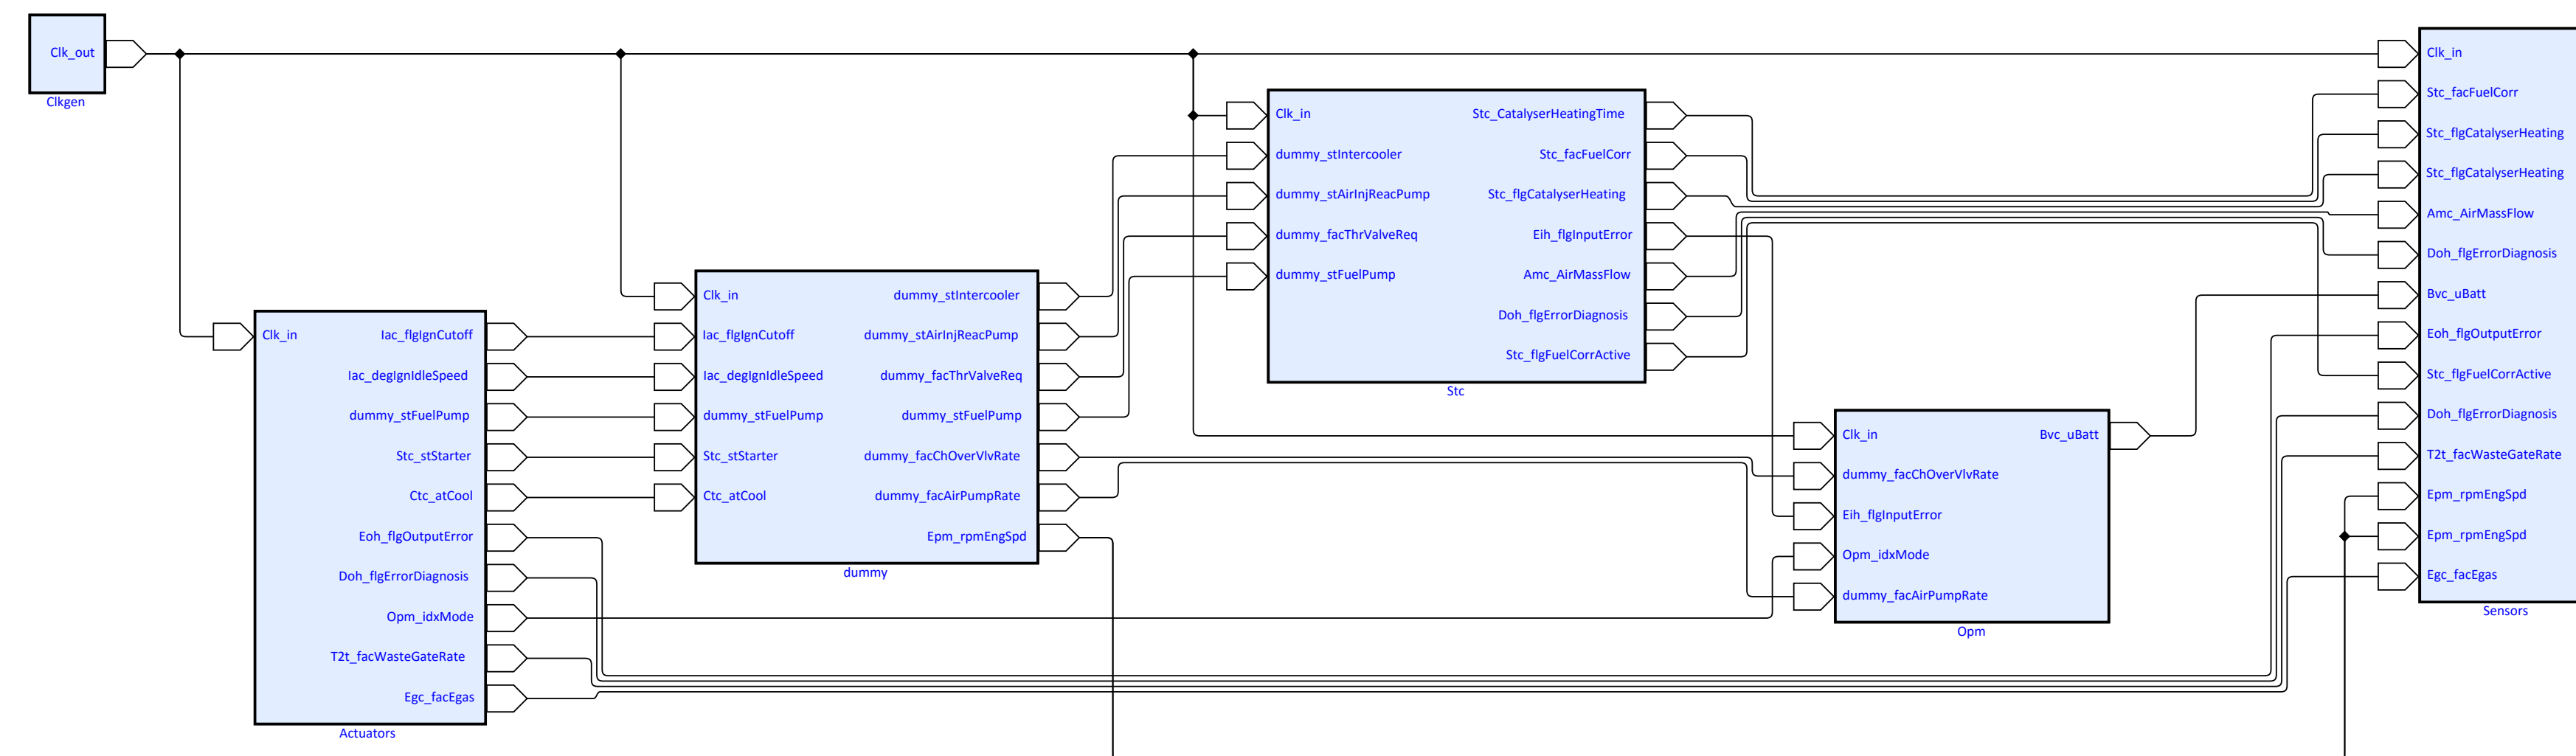 Clk_out
Clkgen
Clk_in
Iac_flgIgnCutoff
Iac_degIgnIdleSpeed
dummy_stFuelPump
Stc_stStarter
Ctc_atCool
Eoh_flgOutputError
Doh_flgErrorDiagnosis
Opm_idxMode
T2t_facWasteGateRate
Egc_facEgas
Actuators
Clk_in
Iac_flgIgnCutoff
Iac_degIgnIdleSpeed
dummy_stFuelPump
Stc_stStarter
Ctc_atCool
dummy_stIntercooler
dummy_stAirInjReacPump
dummy_facThrValveReq
dummy_stFuelPump
dummy_facChOverVlvRate
dummy_facAirPumpRate
Epm_rpmEngSpd
dummy
Clk_in
dummy_stIntercooler
dummy_stAirInjReacPump
dummy_facThrValveReq
dummy_stFuelPump
Stc_CatalyserHeatingTime
Stc_facFuelCorr
Stc_flgCatalyserHeating
Eih_flgInputError
Amc_AirMassFlow
Doh_flgErrorDiagnosis
Stc_flgFuelCorrActive
Stc
Clk_in
dummy_facChOverVlvRate
Eih_flgInputError
Opm_idxMode
dummy_facAirPumpRate
Bvc_uBatt
Opm
Clk_in
Stc_facFuelCorr
Stc_flgCatalyserHeating
Stc_flgCatalyserHeating
Amc_AirMassFlow
Doh_flgErrorDiagnosis
Bvc_uBatt
Eoh_flgOutputError
Stc_flgFuelCorrActive
Doh_flgErrorDiagnosis
T2t_facWasteGateRate
Epm_rpmEngSpd
Epm_rpmEngSpd
Egc_facEgas
Sensors